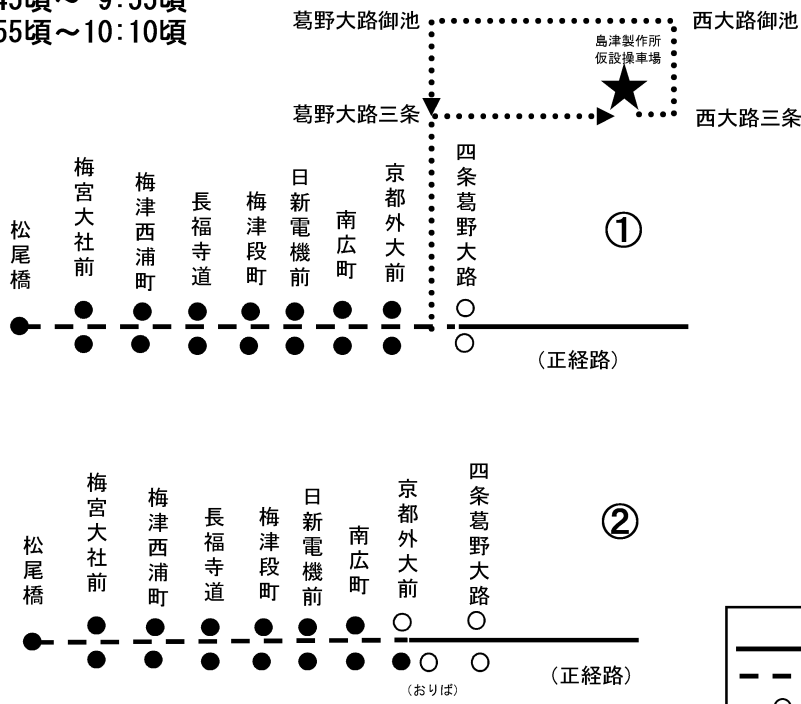 45頃～ 9:55頃
55頃～10:10頃
葛野大路御池
西大路御池
島津製作所
仮設操車場
葛野大路三条
西大路三条
松尾橋
梅宮大社前
梅津西浦町
長福寺道
梅津段町
日新電機前
南広町
京都外大前
四条葛野大路
①
（正経路）
松尾橋
梅宮大社前
梅津西浦町
長福寺道
梅津段町
日新電機前
南広町
京都外大前
四条葛野大路
②
（おりば）
（正経路）